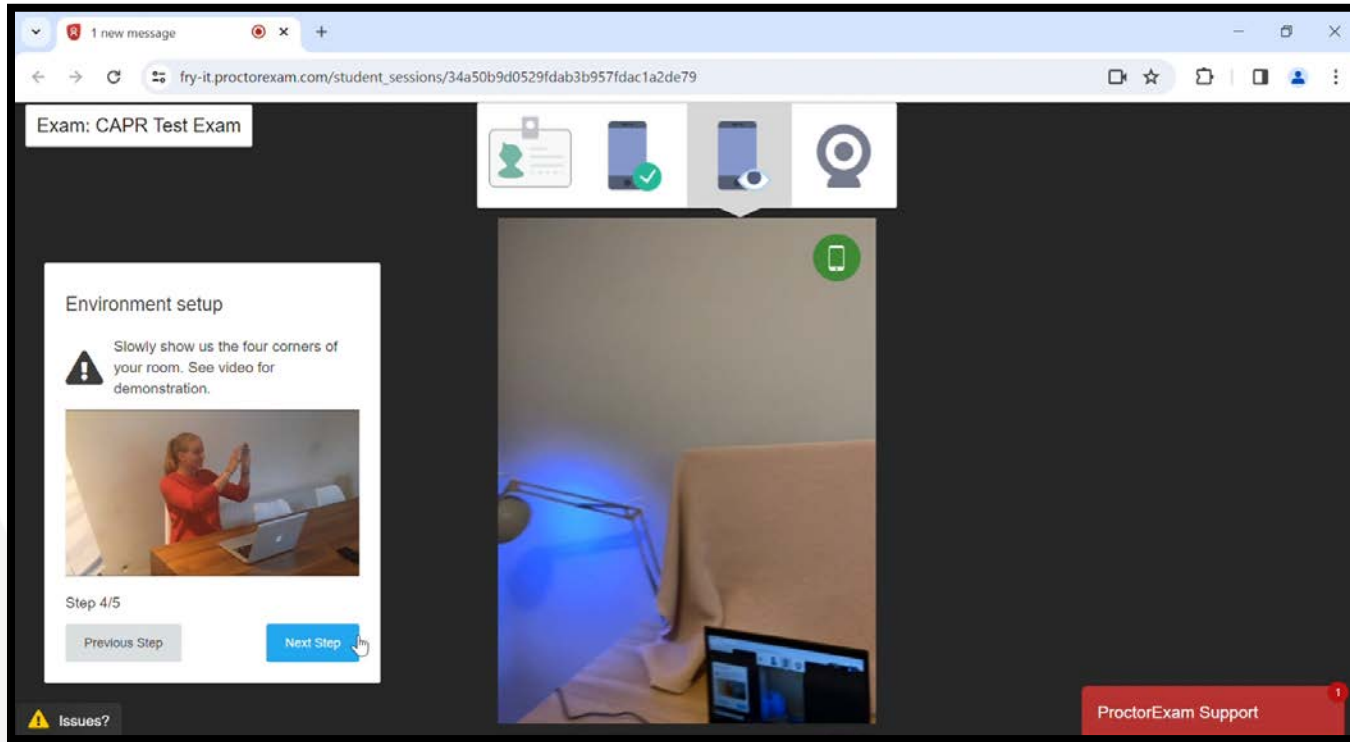 1 new message
fry-it.proctorexam.com/student_sessions/34a50b9d0529fdab3b957fdac1a2de79
Exam: CAPR Test Exam
Environment setup
Slowly show us the four corners of
your room. See video for
demonstration.
Step 4/5
Previous Step
Next Step
Issues?
ProctorExam Support
1